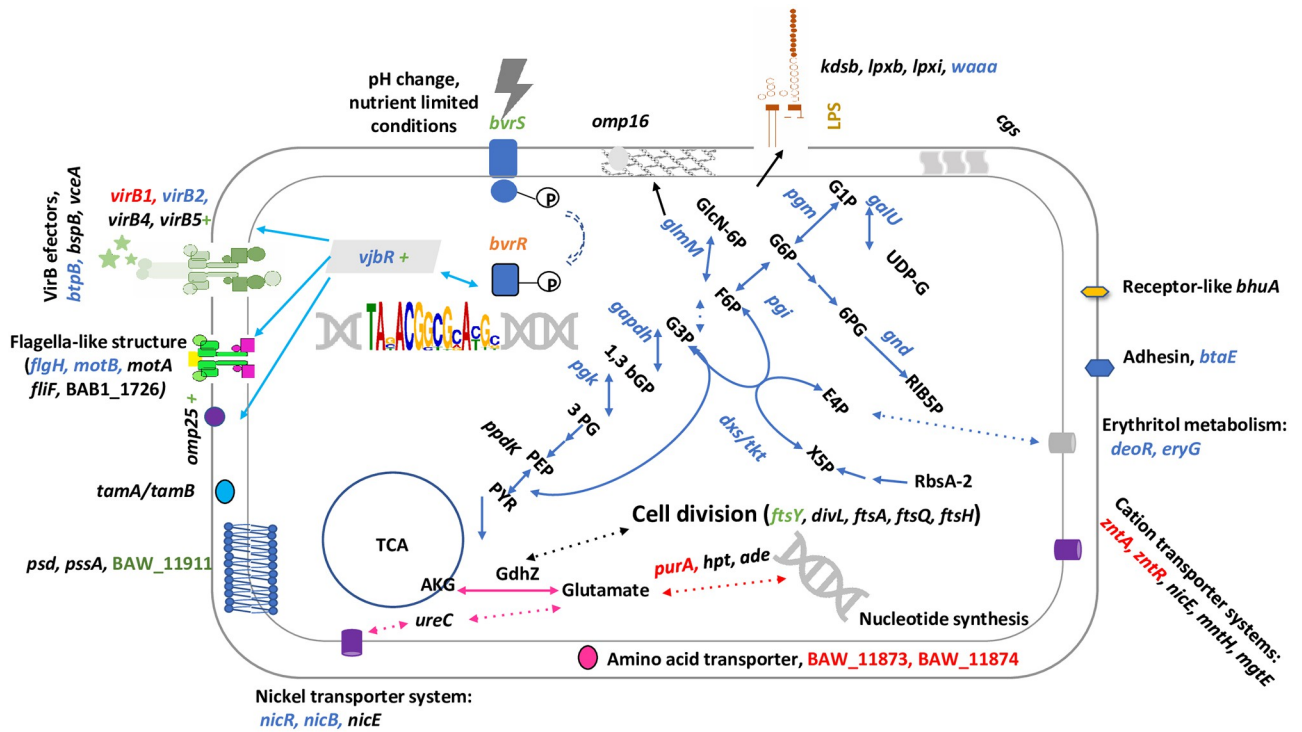 pH change,
nutrient limited
conditions
bvrS
omp16
kdsb, lpxb, lpxi, waaa
LPS
cgs
VirB efectors,
btpB, bspB, vceA
virB1, virB2,
virB4, virB5+
P
vjbR +
bvrR
P
TANACGGCGCACGC
glmM
GlcN-6P
pgm
G1P
galU
G6P
UDP-G
F6P
pgi
6PG
gnd
RIB5P
gapdh
G3P
1,3 bGP
pgk
3 PG
ppdK
PEP
PYR
E4P
dxs/tkt
X5P
RbsA-2
Receptor-like bhuA
Adhesin, btaE
Erythritol metabolism:
deoR, eryG
Cation transporter systems:
zntA, zntR, nicE, mntH, mgtE
Flagella-like structure
(flgH, motB, motA
fliF, BAB1_1726)
omp25 +
tamA/tamB
psd, pssA, BAW_11911
TCA
AKG
GdhZ
Glutamate
ureC
Cell division (ftsY, divL, ftsA, ftsQ, ftsH)
purA, hpt, ade
Nucleotide synthesis
Amino acid transporter, BAW_11873, BAW_11874
Nickel transporter system:
nicR, nicB, nicE